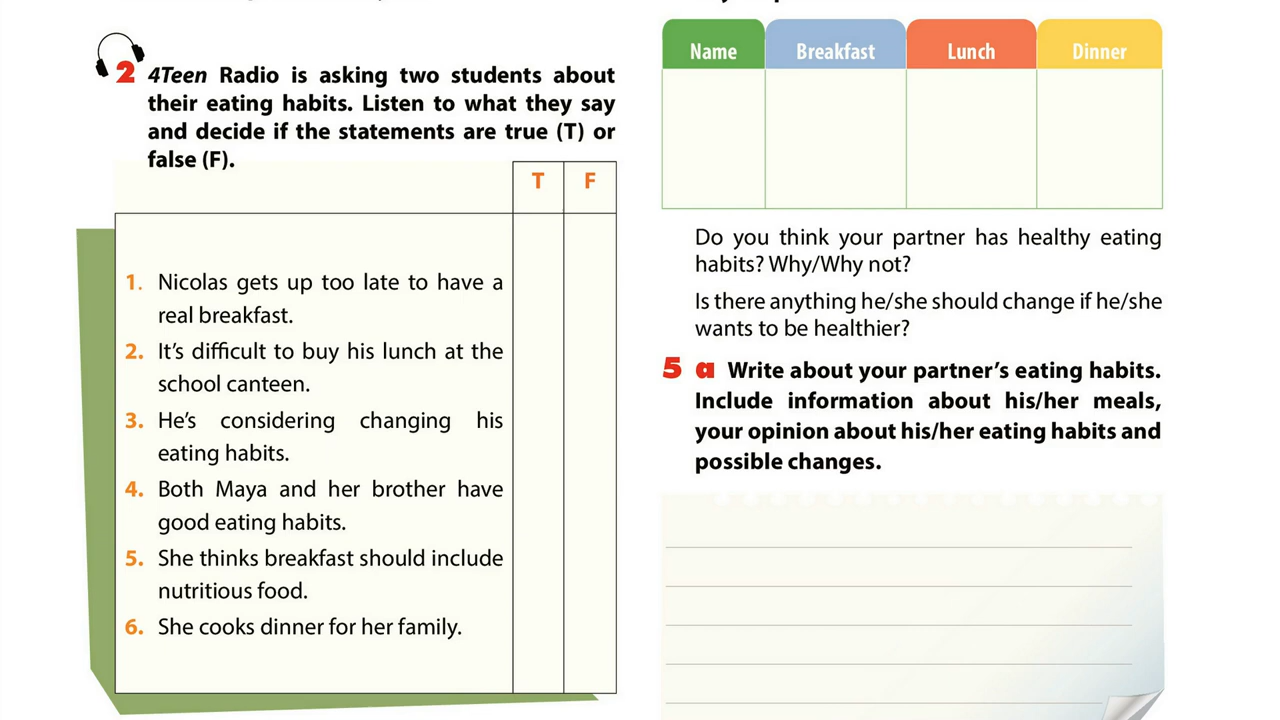 2 4Teen Radio is asking two students about
their eating habits. Listen to what they say
and decide if the statements are true (T) or
false (F).
T F
1. Nicolas gets up too late to have a
real breakfast.
2. It's difficult to buy his lunch at the
school canteen.
3. He's considering changing his
eating habits.
4. Both Maya and her brother have
good eating habits.
5. She thinks breakfast should include
nutritious food.
6. She cooks dinner for her family.
Name Breakfast Lunch Dinner
Do you think your partner has healthy eating
habits? Why/Why not?
Is there anything he/she should change if he/she
wants to be healthier?
5 a Write about your partner's eating habits.
Include information about his/her meals,
your opinion about his/her eating habits and
possible changes.